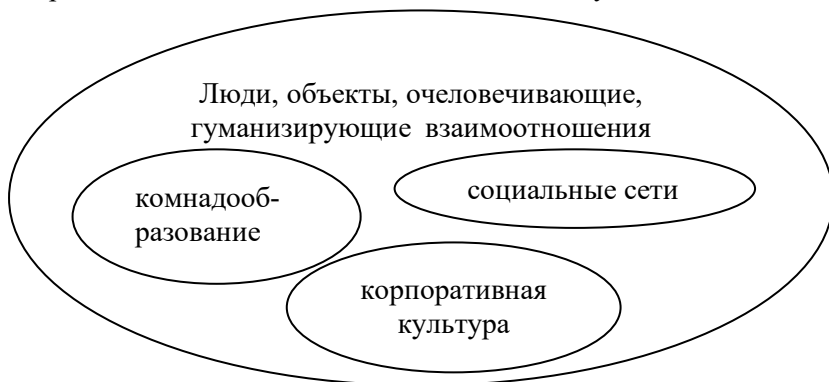 Люди, объекты, очеловечивающие,
гуманизирующие взаимоотношения
социальные сети
комнадооб-
разование
корпоративная
культура